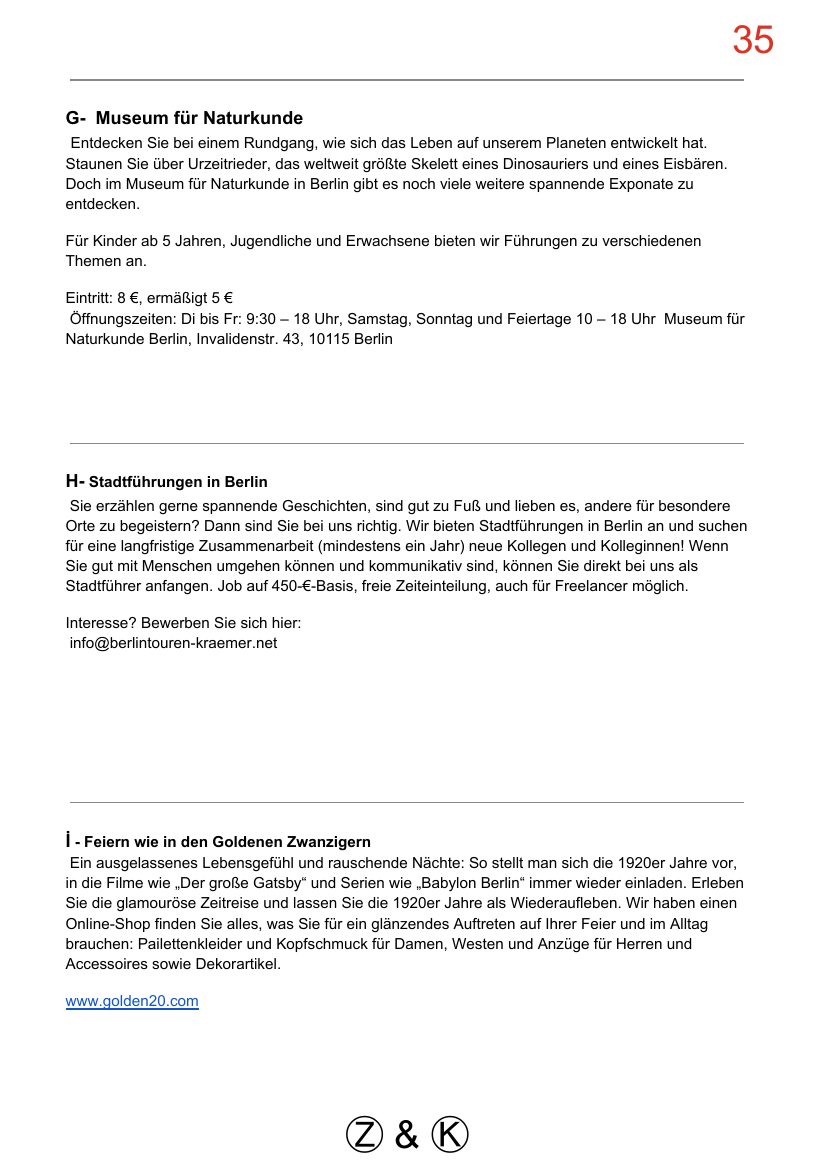 35
G-  Museum für Naturkunde
Entdecken Sie bei einem Rundgang, wie sich das Leben auf unserem Planeten entwickelt hat.
Staunen Sie über Urzeitrieder, das weltweit größte Skelett eines Dinosauriers und eines Eisbären.
Doch im Museum für Naturkunde in Berlin gibt es noch viele weitere spannende Exponate zu
entdecken.
Für Kinder ab 5 Jahren, Jugendliche und Erwachsene bieten wir Führungen zu verschiedenen
Themen an.
Eintritt: 8 €, ermäßigt 5 €
Öffnungszeiten: Di bis Fr: 9:30 – 18 Uhr, Samstag, Sonntag und Feiertage 10 – 18 Uhr  Museum für
Naturkunde Berlin, Invalidenstr. 43, 10115 Berlin
H- Stadtführungen in Berlin
Sie erzählen gerne spannende Geschichten, sind gut zu Fuß und lieben es, andere für besondere
Orte zu begeistern? Dann sind Sie bei uns richtig. Wir bieten Stadtführungen in Berlin an und suchen
für eine langfristige Zusammenarbeit (mindestens ein Jahr) neue Kollegen und Kolleginnen! Wenn
Sie gut mit Menschen umgehen können und kommunikativ sind, können Sie direkt bei uns als
Stadtführer anfangen. Job auf 450-€-Basis, freie Zeiteinteilung, auch für Freelancer möglich.
Interesse? Bewerben Sie sich hier:
info@berlintouren-kraemer.net
İ - Feiern wie in den Goldenen Zwanzigern
Ein ausgelassenes Lebensgefühl und rauschende Nächte: So stellt man sich die 1920er Jahre vor,
in die Filme wie „Der große Gatsby“ und Serien wie „Babylon Berlin“ immer wieder einladen. Erleben
Sie die glamouröse Zeitreise und lassen Sie die 1920er Jahre als Wiederaufleben. Wir haben einen
Online-Shop finden Sie alles, was Sie für ein glänzendes Auftreten auf Ihrer Feier und im Alltag
brauchen: Pailettenkleider und Kopfschmuck für Damen, Westen und Anzüge für Herren und
Accessoires sowie Dekorartikel.
www.golden20.com
Ⓩ & Ⓚ